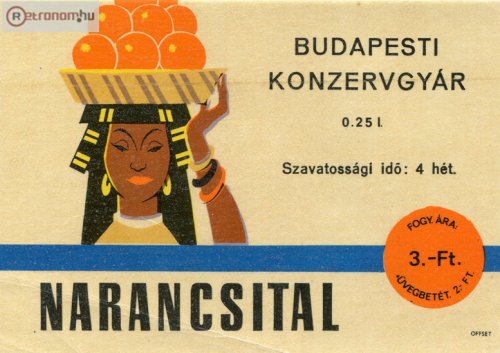 Retronom.hu
BUDAPESTI
KONZERVGYÁR
0.25 l.
Szavatossági idő: 4 hét.
FOGY. ÁRA:
3.-Ft.
ÜVEGBETÉT. 2.- FT.
NARANCSITAL
OFFSET